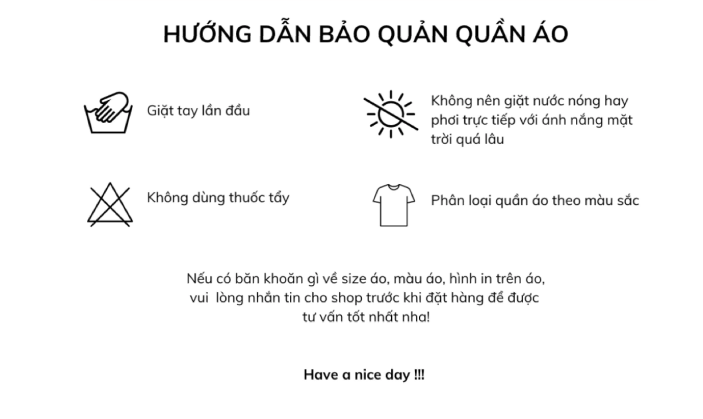 HƯỚNG DẪN BẢO QUẢN QUẦN ÁO
Giặt tay lần đầu
Không nên giặt nước nóng hay
phơi trực tiếp với ánh nắng mặt
trời quá lâu
Không dùng thuốc tẩy
Phân loại quần áo theo màu sắc
Nếu có băn khoăn gì về size áo, màu áo, hình in trên áo,
vui lòng nhắn tin cho shop trước khi đặt hàng để được
tư vấn tốt nhất nha!
Have a nice day !!!